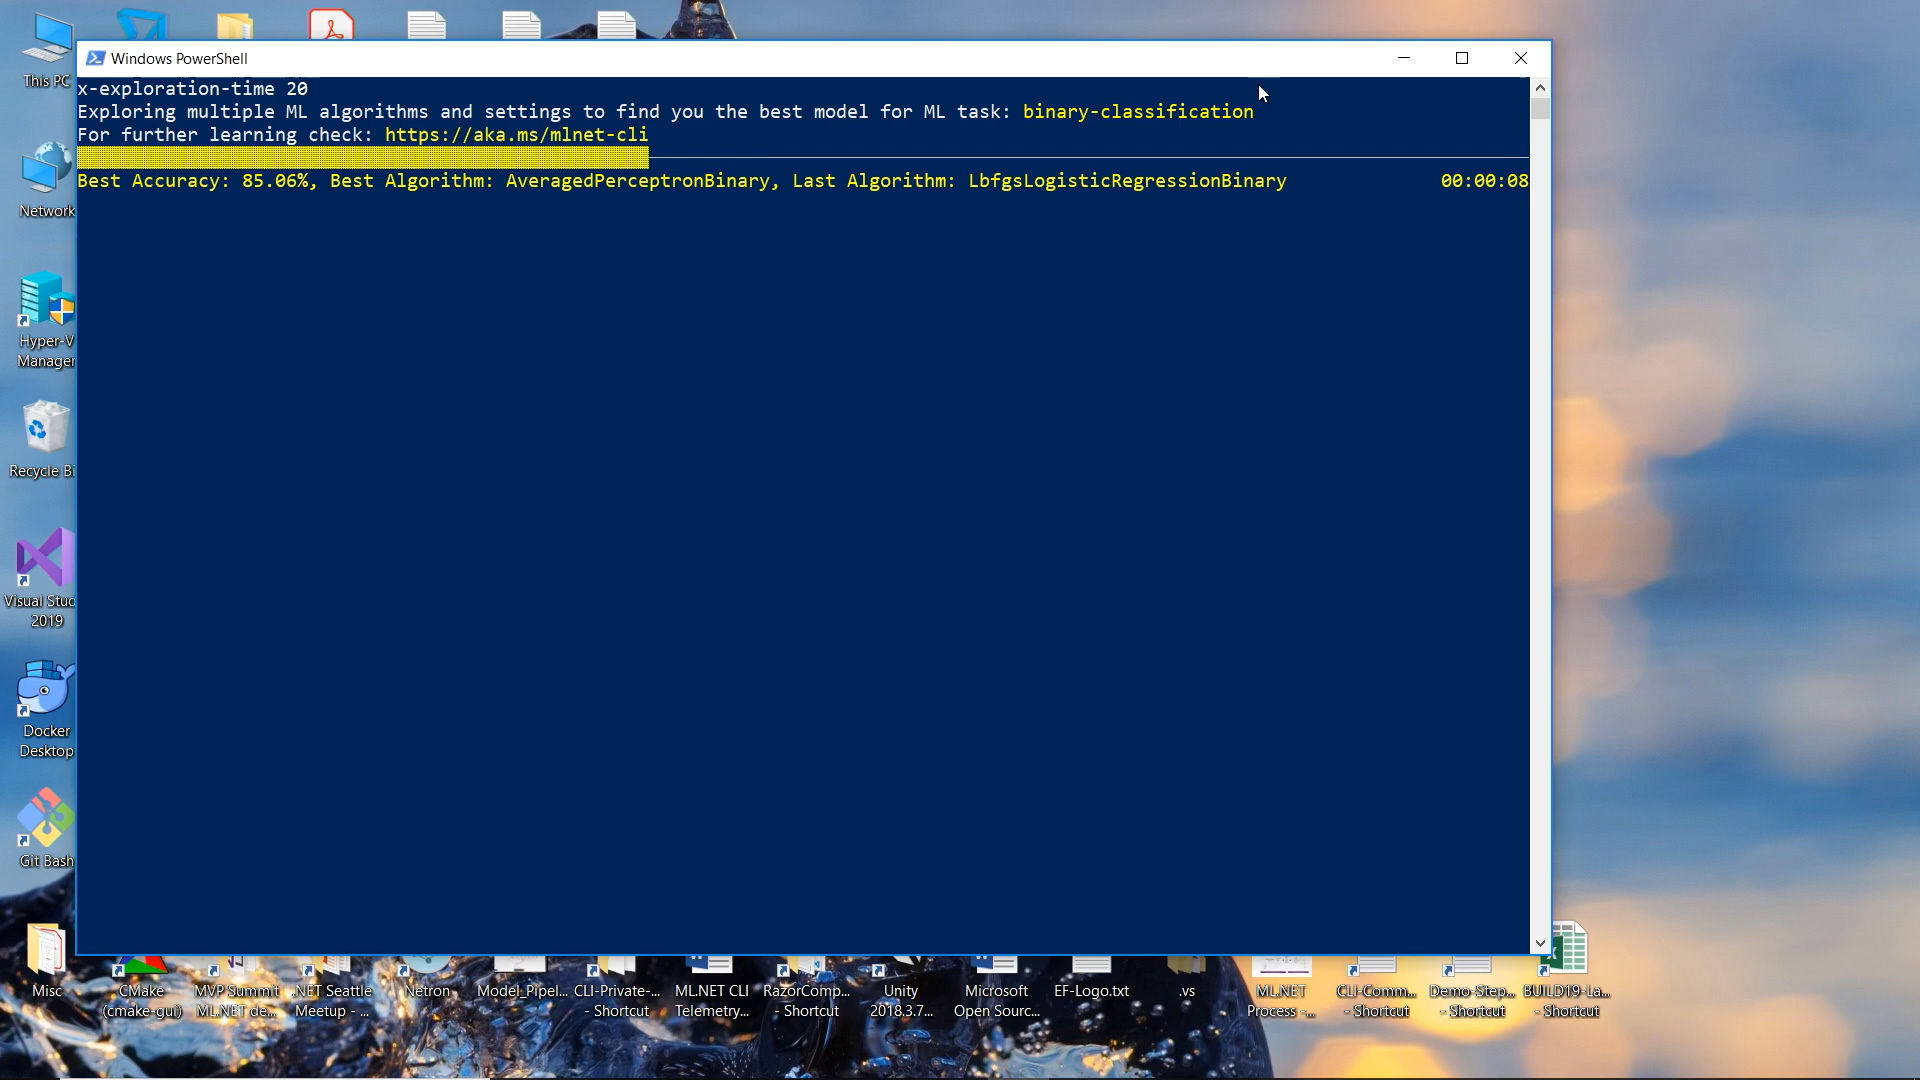 Windows PowerShell
x-exploration-time 20
Exploring multiple ML algorithms and settings to find you the best model for ML task: binary-classification
For further learning check: https://aka.ms/mlnet-cli
Best Accuracy: 85.06%, Best Algorithm: AveragedPerceptronBinary, Last Algorithm: LbfgsLogisticRegressionBinary 00:00:08
This PC
Network
Hyper-V
Manager
Recycle Bi
Visual Stud
2019
Docker
Desktop
Git Bash
Misc
CMake
(cmake-gui)
MVP Summit
ML.NET de...
.NET Seattle
Meetup - ...
Netron
Model_Pipel...
CLI-Private-...
- Shortcut
ML.NET CLI
Telemetry...
RazorComp...
- Shortcut
Unity
2018.3.7...
Microsoft
Open Sourc...
EF-Logo.txt
.vs
ML.NET
Process -...
CLI-Comm...
- Shortcut
Demo-Step...
- Shortcut
BUILD19-La...
- Shortcut